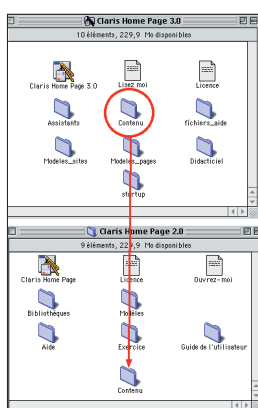 Claris Home Page 3.0
10 éléments, 229,9 Mo disponibles
Claris Home Page 3.0 Lisez moi Licence
Assistants Contenu fichiers_aide
Modeles_sites Modeles_pages Didacticiel
startup
Claris Home Page 2.0
9 éléments, 229,9 Mo disponibles
Claris Home Page Licence Ouvrez-moi
Bibliothèques Modèles
Aide Exercice Guide de l'utilisateur
Contenu